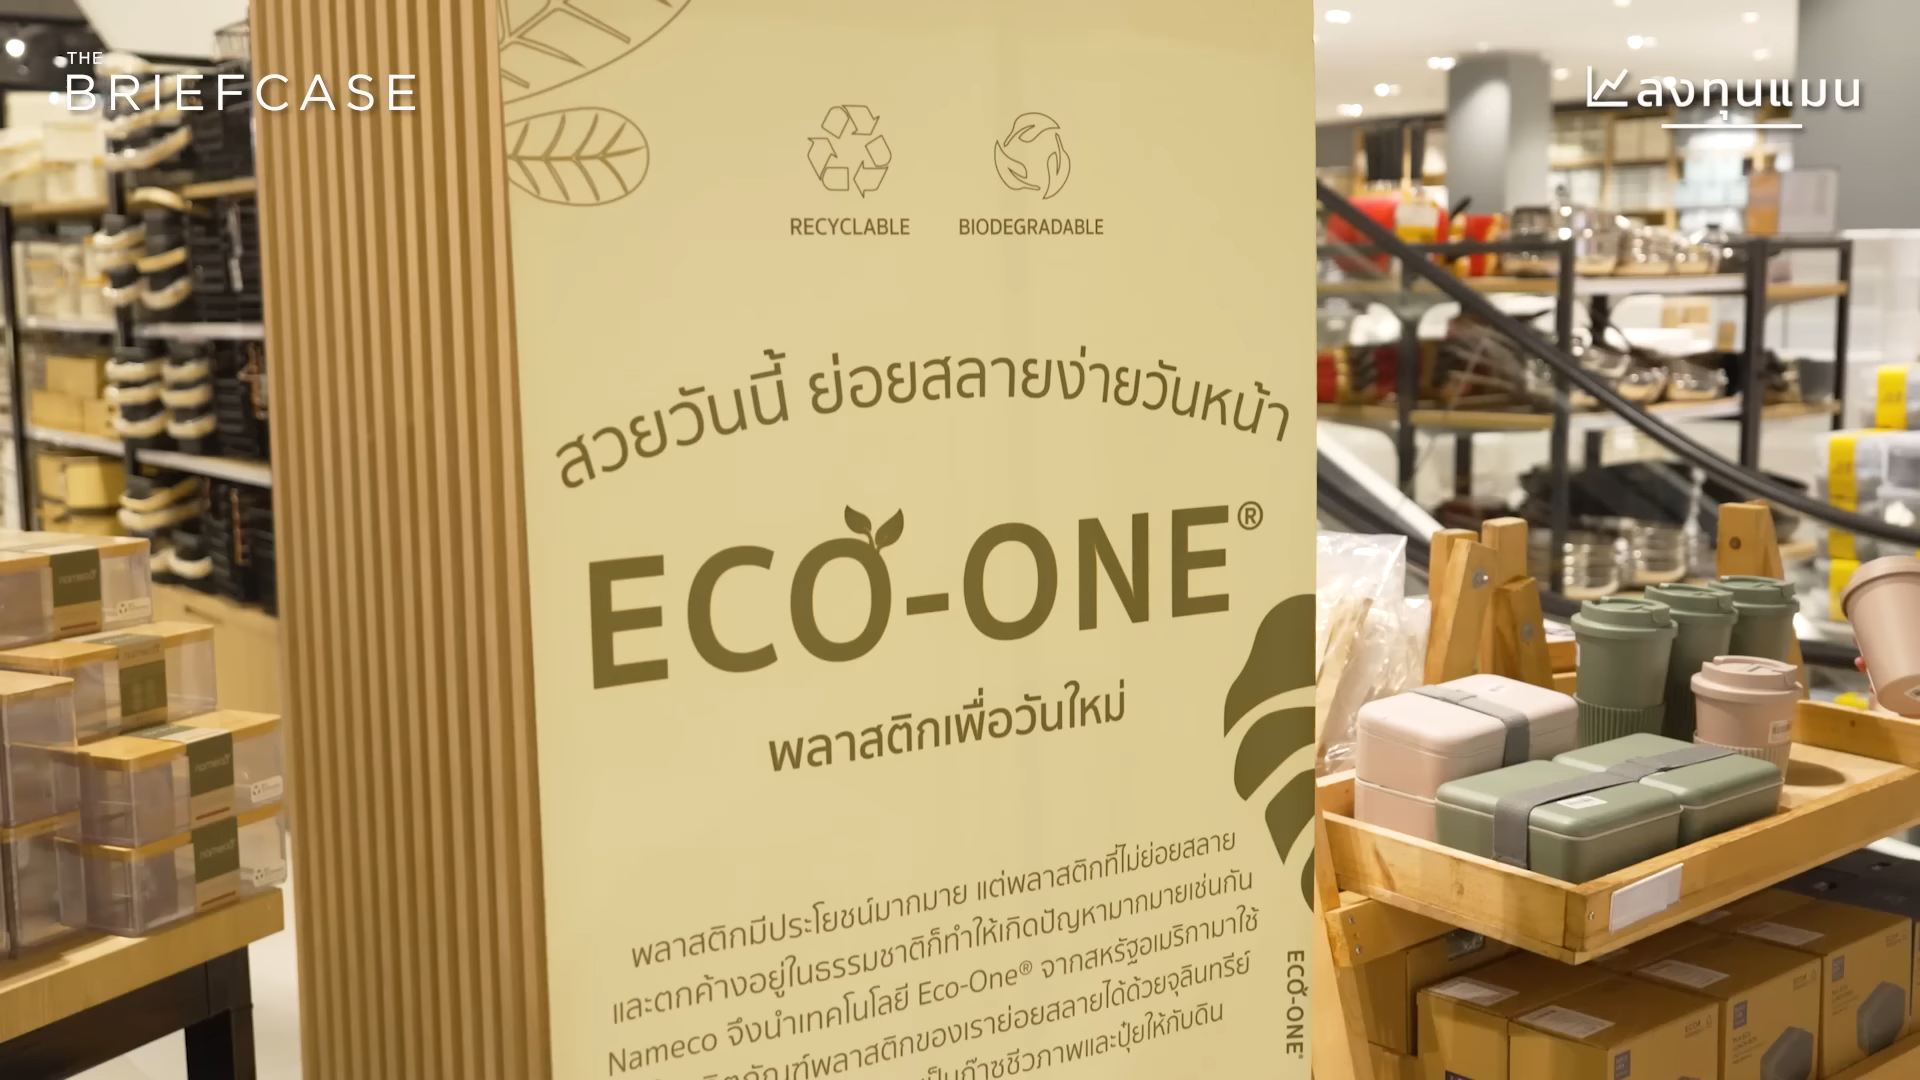 THE
BRIEFCASE
ลงทุนแมน
RECYCLABLE
BIODEGRADABLE
สวยวันนี้ ย่อยสลายง่ายวันหน้า
ECO-ONE®
พลาสติกเพื่อวันใหม่
พลาสติกมีประโยชน์มากมาย แต่พลาสติกที่ไม่ย่อยสลาย
และตกค้างอยู่ในธรรมชาติก็ทำให้เกิดปัญหามากมายเช่นกัน
Nameco จึงนำเทคโนโลยี Eco-One® จากสหรัฐอเมริกามาใช้
พลาสติกของเราย่อยสลายได้ด้วยจุลินทรีย์
เป็นก๊าซชีวภาพและปุ๋ยให้กับดิน
ECO-ONE®
nameco
nameco
nameco